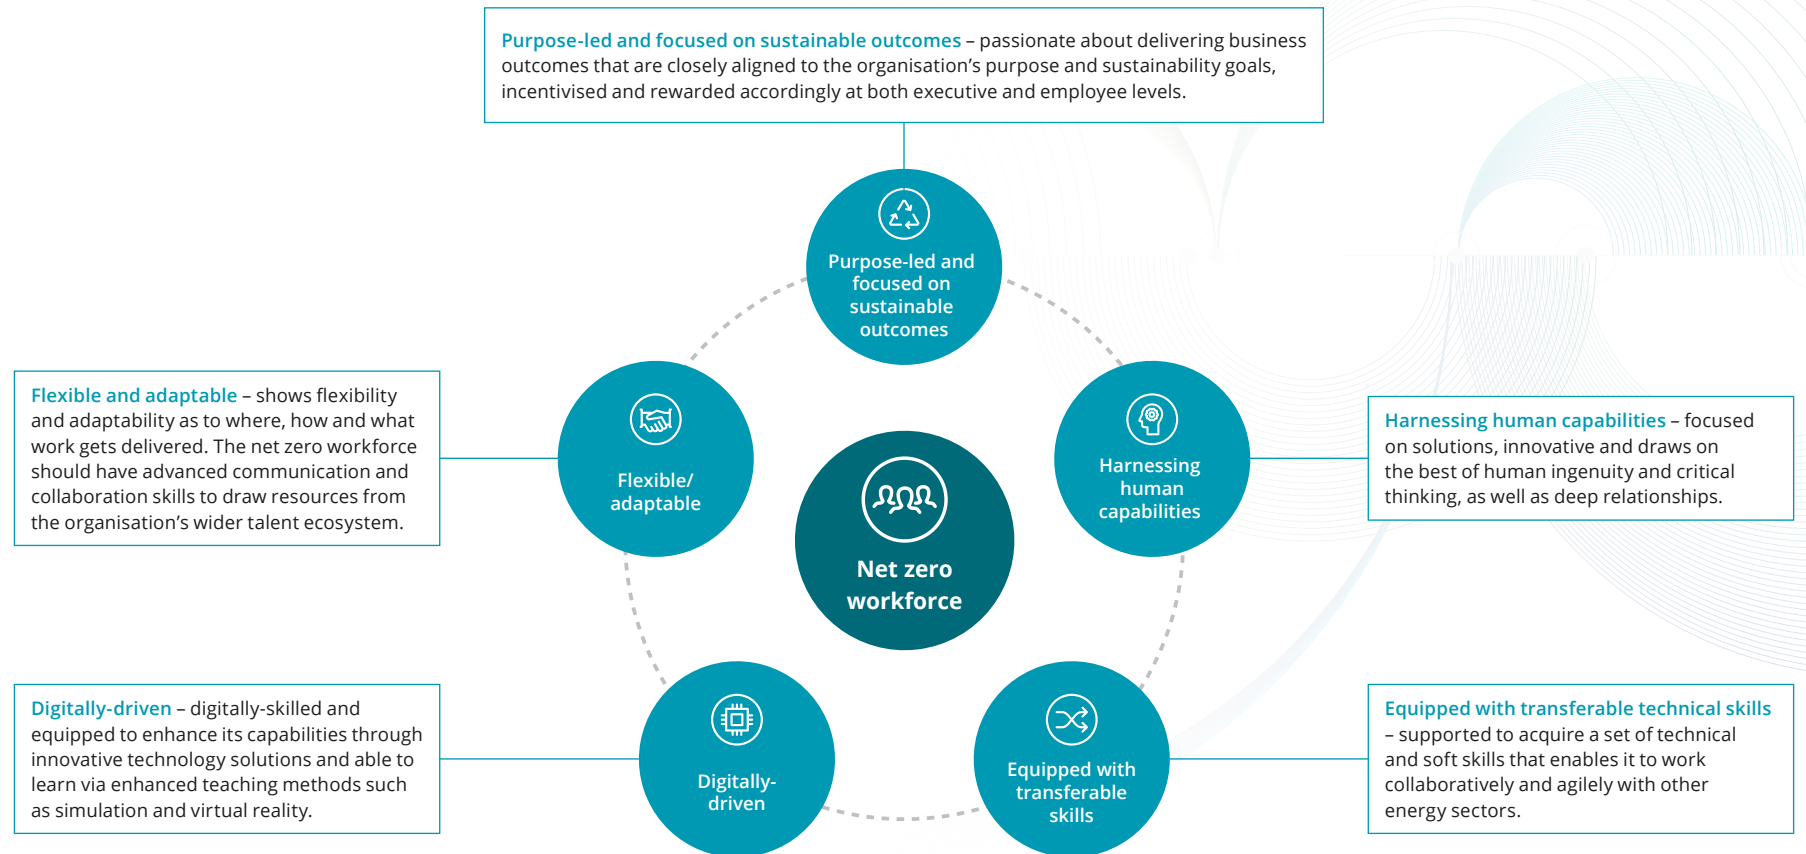 Purpose-led and focused on sustainable outcomes – passionate about delivering business
outcomes that are closely aligned to the organisation’s purpose and sustainability goals,
incentivised and rewarded accordingly at both executive and employee levels.
Purpose-led and
focused on
sustainable
outcomes
Flexible and adaptable – shows flexibility
and adaptability as to where, how and what
work gets delivered. The net zero workforce
should have advanced communication and
collaboration skills to draw resources from
the organisation’s wider talent ecosystem.
Flexible/
adaptable
Harnessing
human
capabilities
Harnessing human capabilities – focused
on solutions, innovative and draws on
the best of human ingenuity and critical
thinking, as well as deep relationships.
Net zero
workforce
Digitally-driven – digitally-skilled and
equipped to enhance its capabilities through
innovative technology solutions and able to
learn via enhanced teaching methods such
as simulation and virtual reality.
Digitally-
driven
Equipped with
transferable
skills
Equipped with transferable technical skills
– supported to acquire a set of technical
and soft skills that enables it to work
collaboratively and agilely with other
energy sectors.